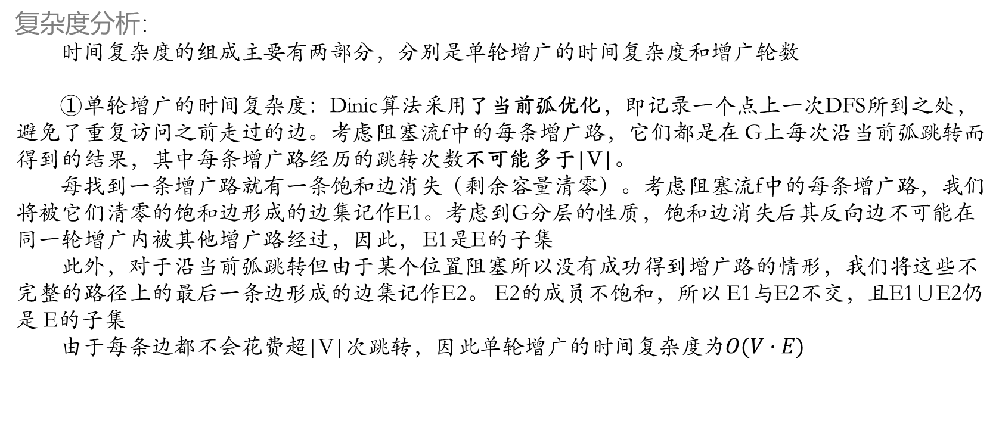 复杂度分析：
时间复杂度的组成主要有两部分，分别是单轮增广的时间复杂度和增广轮数
①单轮增广的时间复杂度：Dinic算法采用了当前弧优化，即记录一个点上一次DFS所到之处，
避免了重复访问之前走过的边。考虑阻塞流f中的每条增广路，它们都是在 G上每次沿当前弧跳转而
得到的结果，其中每条增广路经历的跳转次数不可能多于|V|。
每找到一条增广路就有一条饱和边消失（剩余容量清零）。考虑阻塞流f中的每条增广路，我们
将被它们清零的饱和边形成的边集记作E1。考虑到G分层的性质，饱和边消失后其反向边不可能在
同一轮增广内被其他增广路经过，因此，E1是E的子集
此外，对于沿当前弧跳转但由于某个位置阻塞所以没有成功得到增广路的情形，我们将这些不
完整的路径上的最后一条边形成的边集记作E2。 E2的成员不饱和，所以 E1与E2不交，且E1∪E2仍
是 E的子集
由于每条边都不会花费超|V|次跳转，因此单轮增广的时间复杂度为O(V · E)